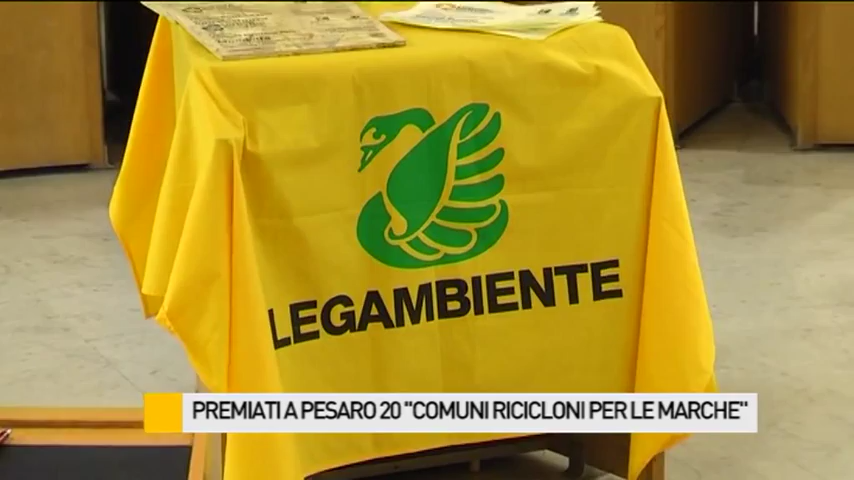 LEGAMBIENTE
PREMIATI A PESARO 20 "COMUNI RICICLONI PER LE MARCHE"